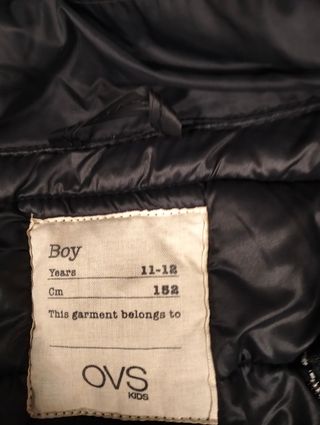 Boy
Years 11-12
Cm 152
This garment belongs to
OVS
KIDS